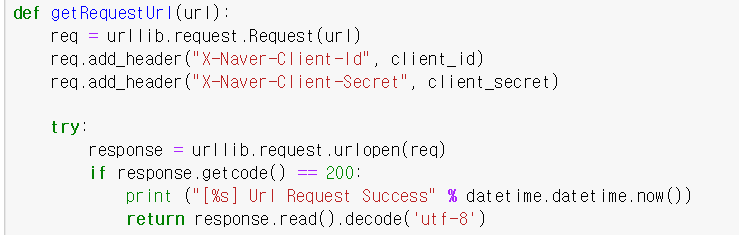 def getRequestUrl(url):
    req = urllib.request.Request(url)
    req.add_header("X-Naver-Client-Id", client_id)
    req.add_header("X-Naver-Client-Secret", client_secret)
    try:
        response = urllib.request.urlopen(req)
        if response.getcode() == 200:
            print ("[%s] Url Request Success" % datetime.datetime.now())
            return response.read().decode('utf-8')